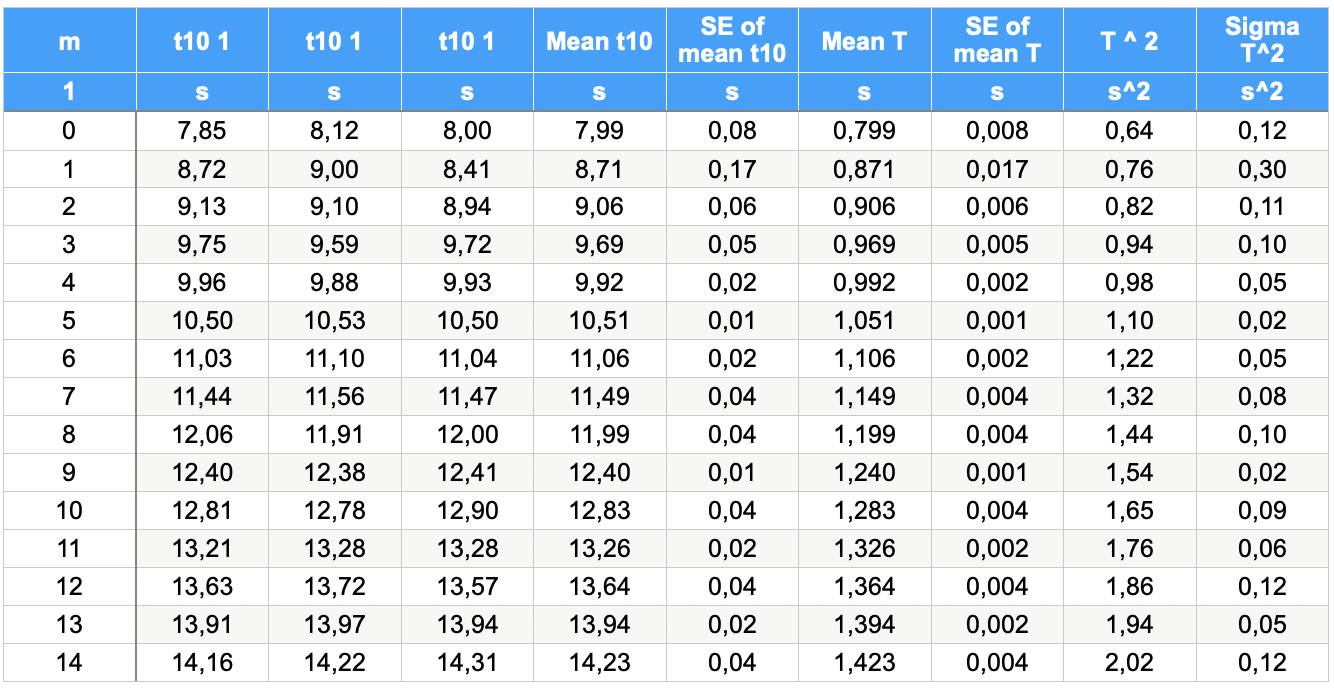 m t10 1 t10 1 t10 1 Mean t10 SE of mean t10 Mean T SE of mean T T ^ 2 Sigma T^2
1 s s s s s s s s^2 s^2
0 7,85 8,12 8,00 7,99 0,08 0,799 0,008 0,64 0,12
1 8,72 9,00 8,41 8,71 0,17 0,871 0,017 0,76 0,30
2 9,13 9,10 8,94 9,06 0,06 0,906 0,006 0,82 0,11
3 9,75 9,59 9,72 9,69 0,05 0,969 0,005 0,94 0,10
4 9,96 9,88 9,93 9,92 0,02 0,992 0,002 0,98 0,05
5 10,50 10,53 10,50 10,51 0,01 1,051 0,001 1,10 0,02
6 11,03 11,10 11,04 11,06 0,02 1,106 0,002 1,22 0,05
7 11,44 11,56 11,47 11,49 0,04 1,149 0,004 1,32 0,08
8 12,06 11,91 12,00 11,99 0,04 1,199 0,004 1,44 0,10
9 12,40 12,38 12,41 12,40 0,01 1,240 0,001 1,54 0,02
10 12,81 12,78 12,90 12,83 0,04 1,283 0,004 1,65 0,09
11 13,21 13,28 13,28 13,26 0,02 1,326 0,002 1,76 0,06
12 13,63 13,72 13,57 13,64 0,04 1,364 0,004 1,86 0,12
13 13,91 13,97 13,94 13,94 0,02 1,394 0,002 1,94 0,05
14 14,16 14,22 14,31 14,23 0,04 1,423 0,004 2,02 0,12